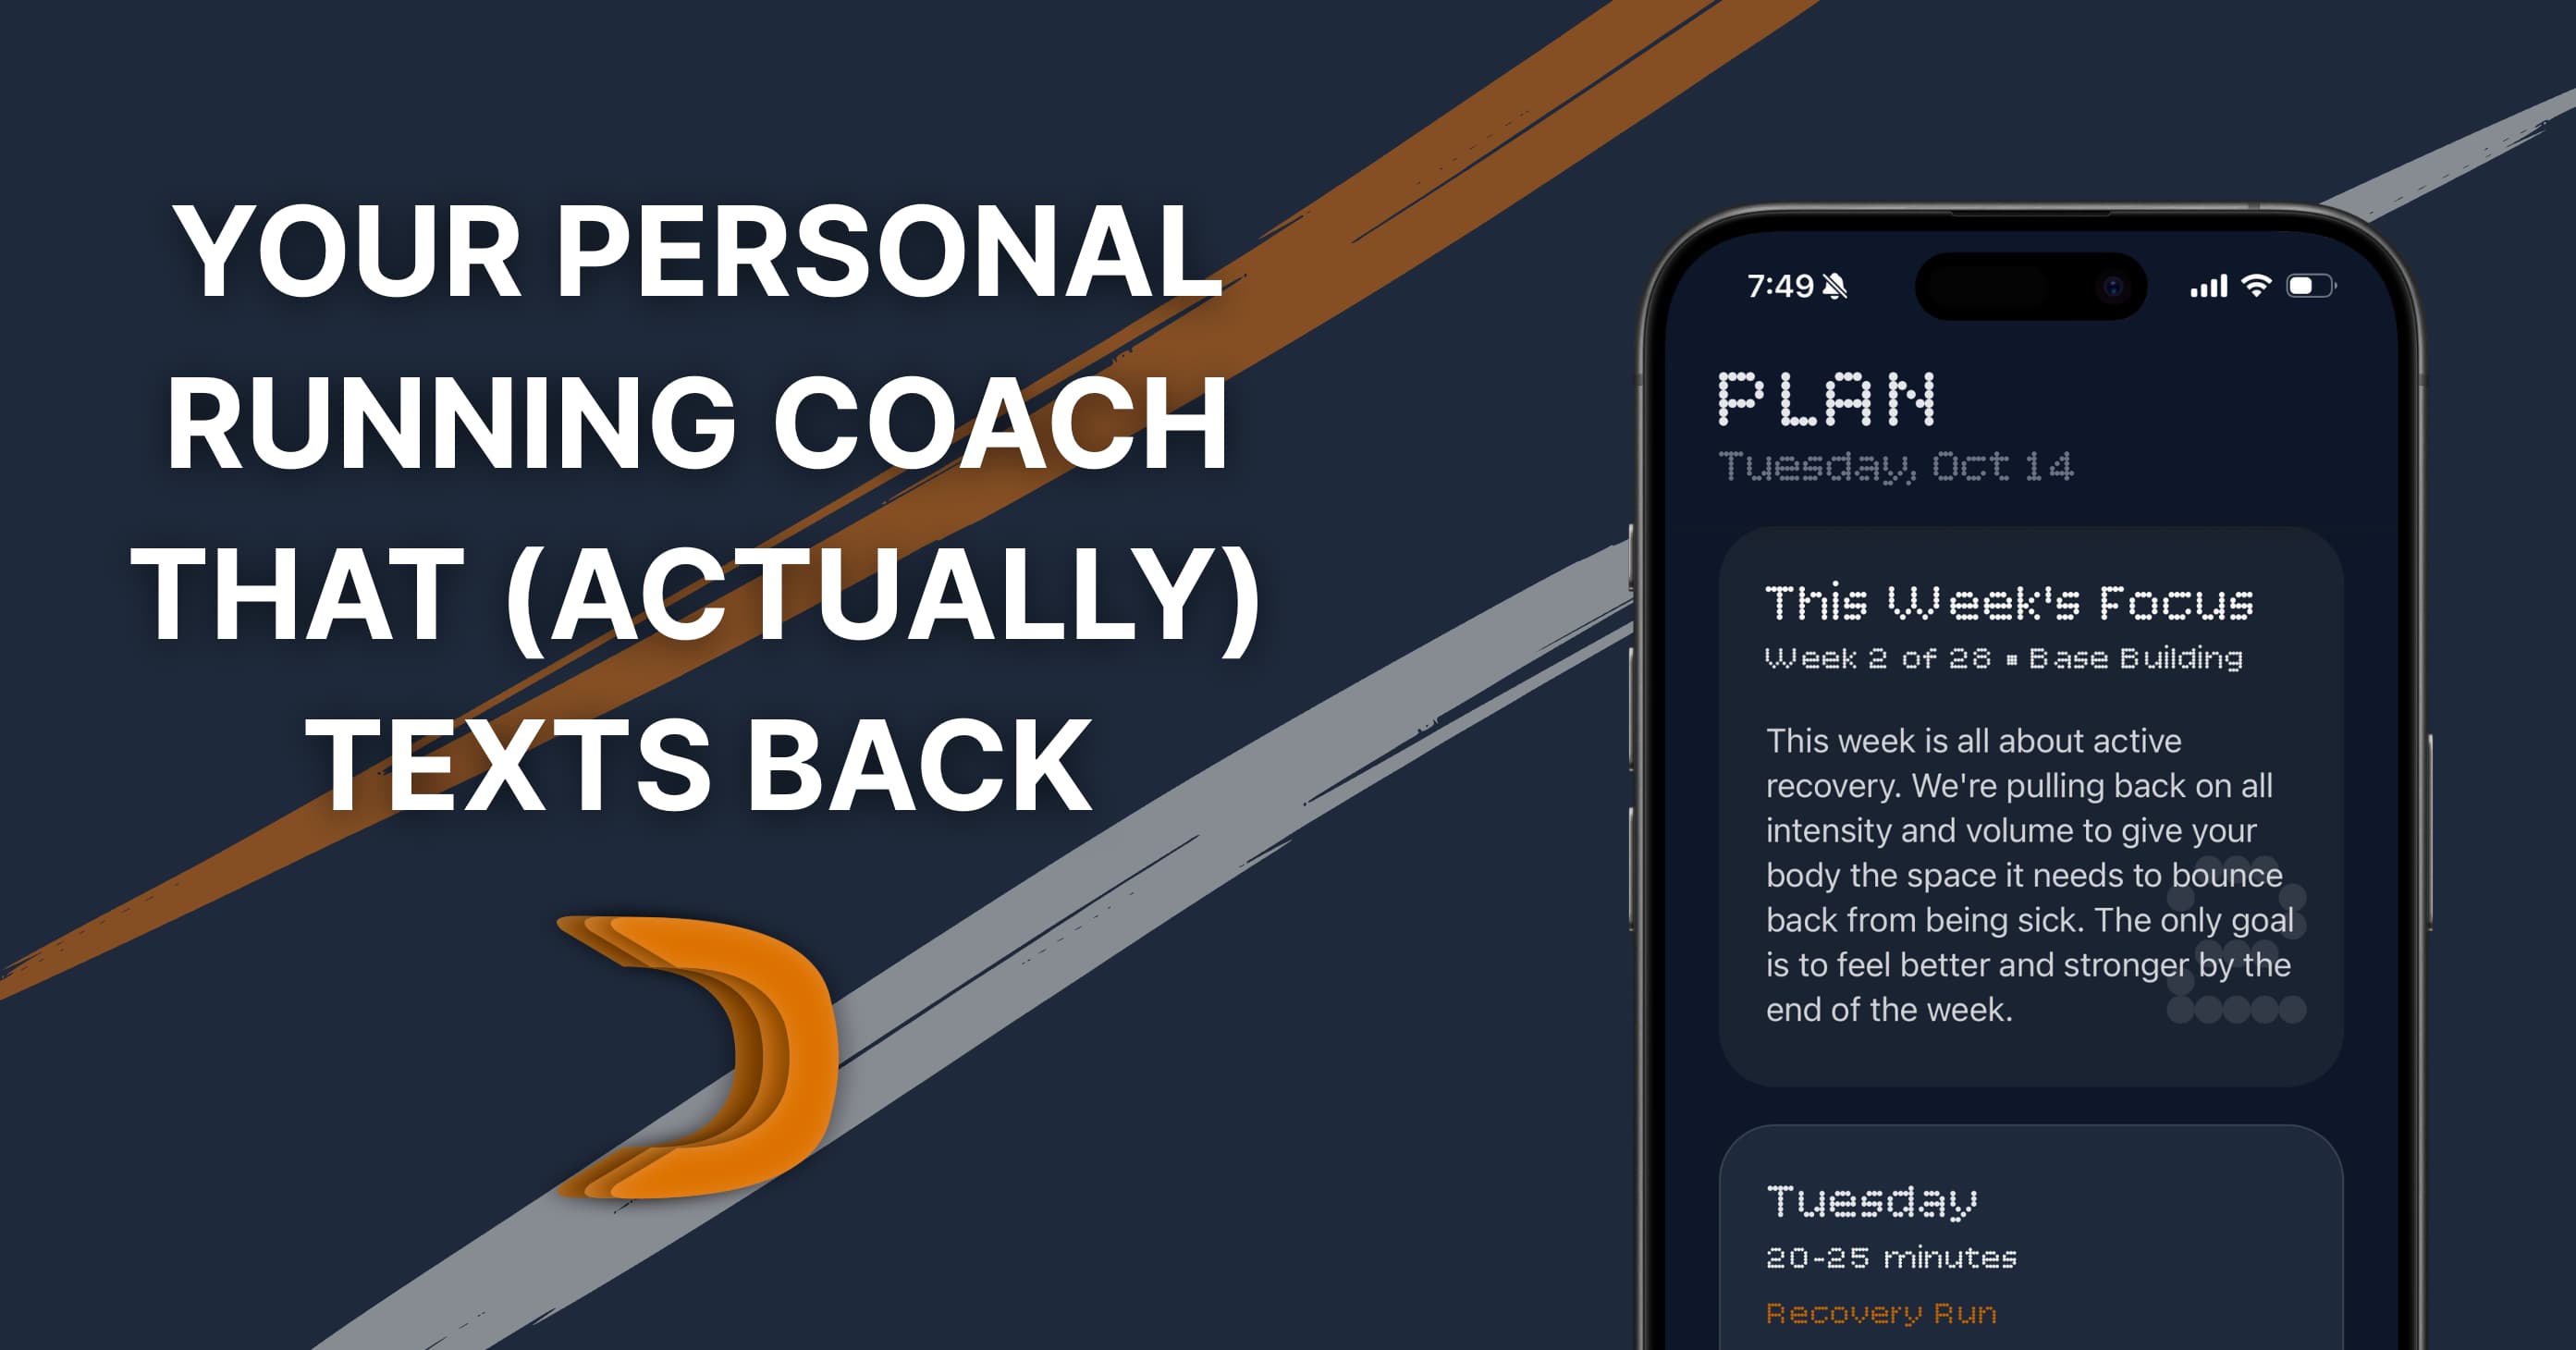 YOUR PERSONAL
RUNNING COACH
THAT (ACTUALLY)
TEXTS BACK
7:49
PLAN
Tuesday, Oct 14
This Week's Focus
Week 2 of 28 ▪ Base Building
This week is all about active
recovery. We're pulling back on all
intensity and volume to give your
body the space it needs to bounce
back from being sick. The only goal
is to feel better and stronger by the
end of the week.
2
Tuesday
20-25 minutes
Recovery Run